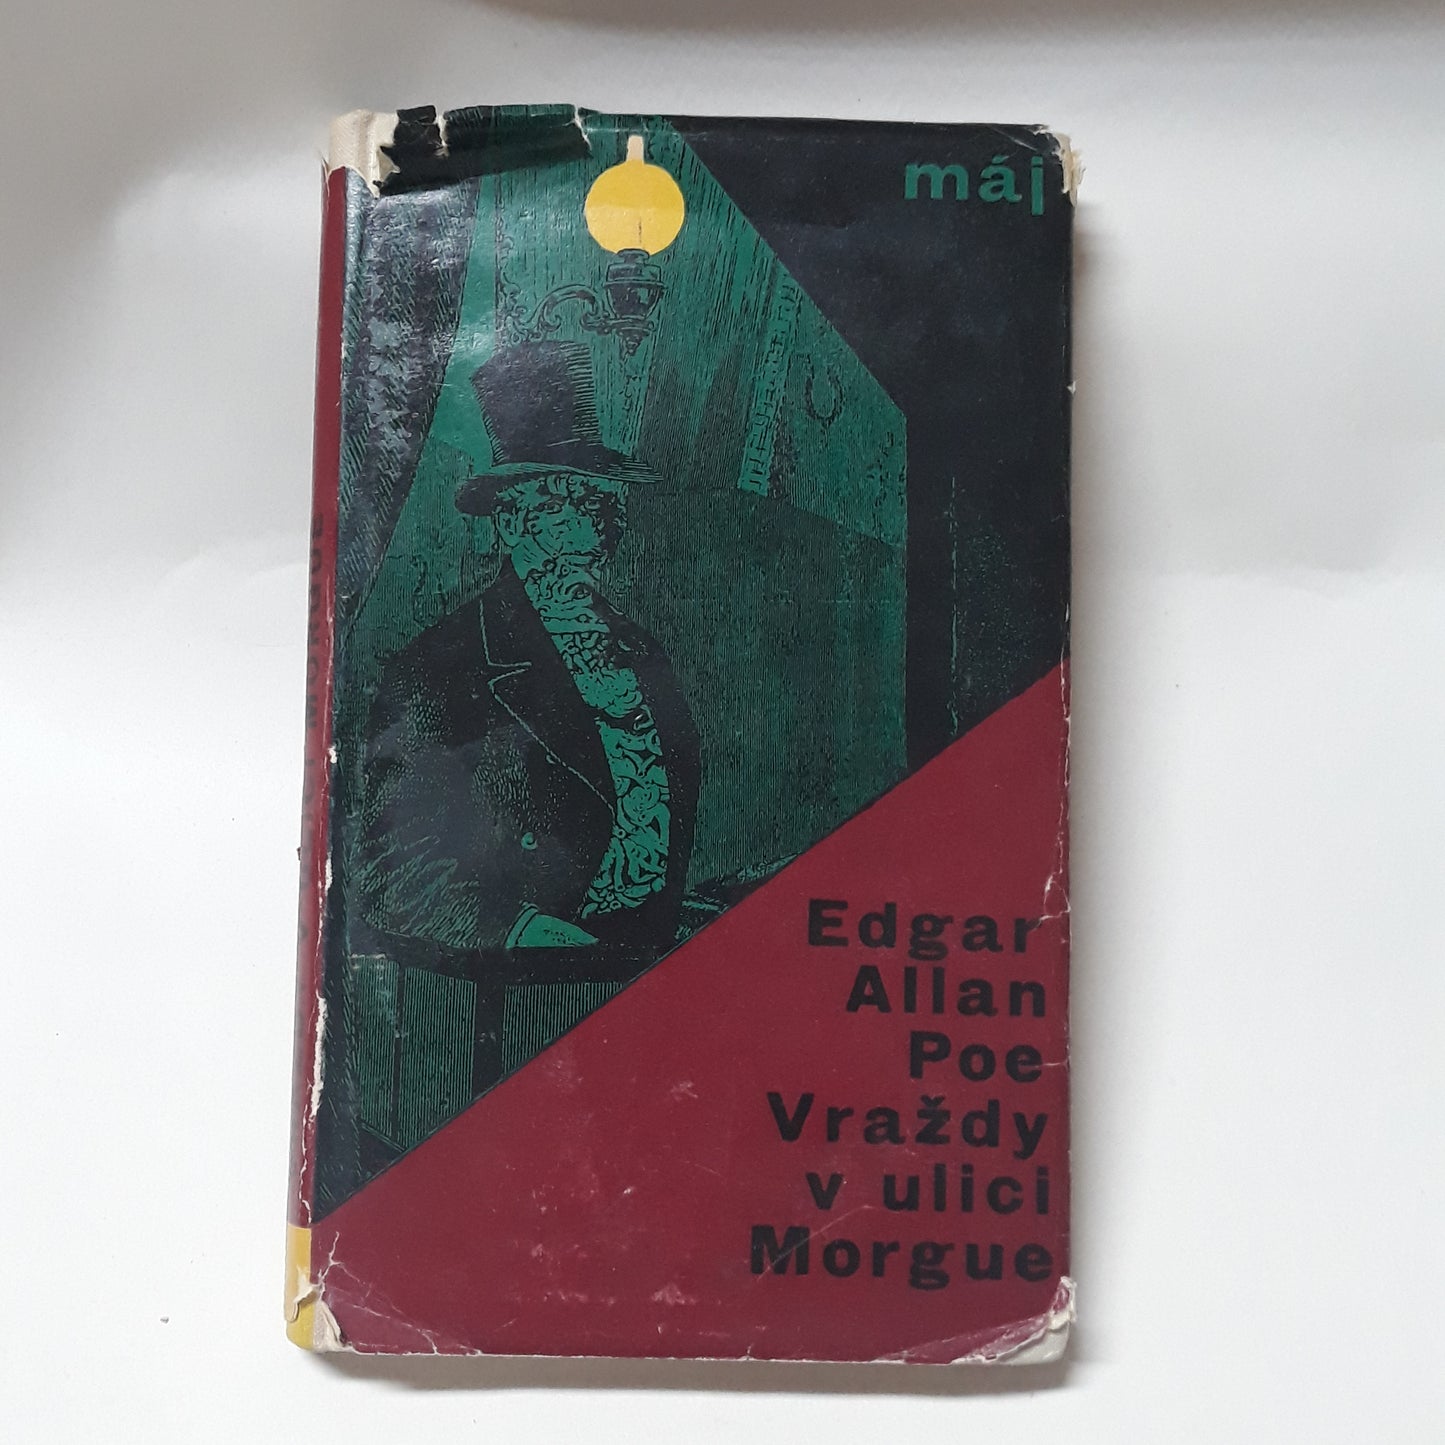 máj
Edgar
Allan
Poe
Vraždy
v ulici
Morgue